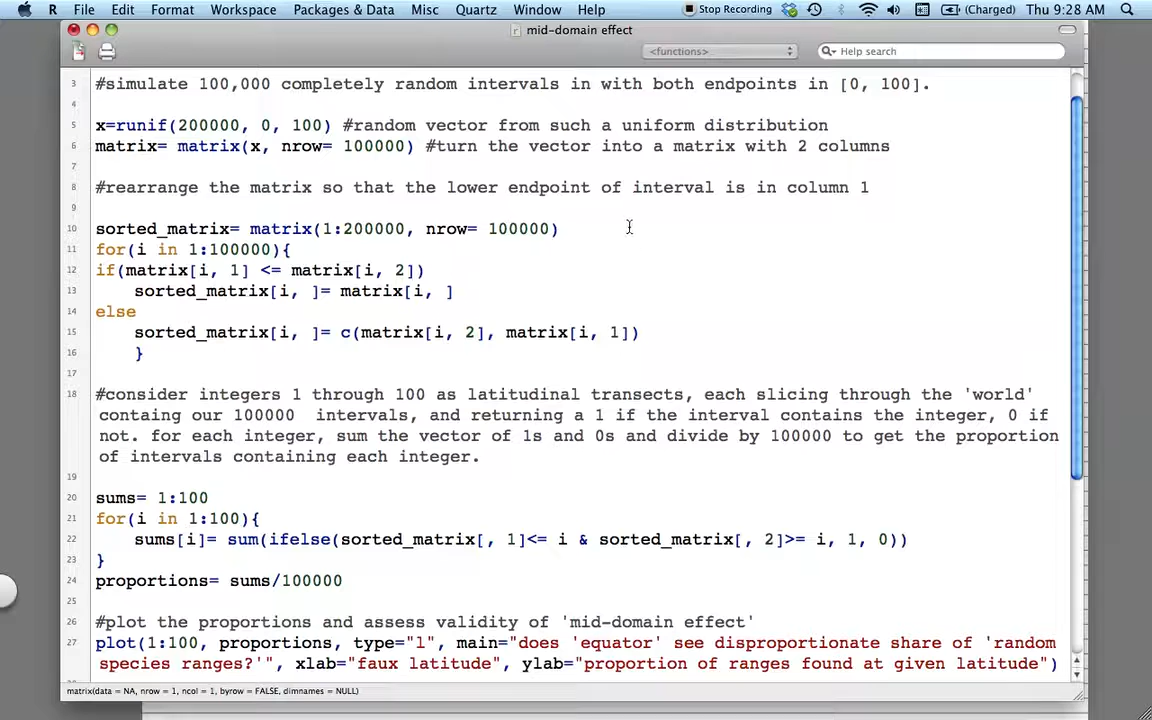 R File Edit Format Workspace Packages & Data Misc Quartz Window Help Stop Recording (Charged) Thu 9:28 AM
mid-domain effect
<functions> Help search
3 #simulate 100,000 completely random intervals in with both endpoints in [0, 100].
4
5 x=runif(200000, 0, 100) #random vector from such a uniform distribution
6 matrix= matrix(x, nrow= 100000) #turn the vector into a matrix with 2 columns
7
8 #rearrange the matrix so that the lower endpoint of interval is in column 1
9
10 sorted_matrix= matrix(1:200000, nrow= 100000)
11 for(i in 1:100000){
12 if(matrix[i, 1] <= matrix[i, 2])
13 sorted_matrix[i, ]= matrix[i, ]
14 else
15 sorted_matrix[i, ]= c(matrix[i, 2], matrix[i, 1])
16 }
17
18 #consider integers 1 through 100 as latitudinal transects, each slicing through the 'world'
containg our 100000 intervals, and returning a 1 if the interval contains the integer, 0 if
not. for each integer, sum the vector of 1s and 0s and divide by 100000 to get the proportion
of intervals containing each integer.
19
20 sums= 1:100
21 for(i in 1:100){
22 sums[i]= sum(ifelse(sorted_matrix[, 1]<= i & sorted_matrix[, 2]>= i, 1, 0))
23 }
24 proportions= sums/100000
25
26 #plot the proportions and assess validity of 'mid-domain effect'
27 plot(1:100, proportions, type="l", main="does 'equator' see disproportionate share of 'random
species ranges?'", xlab="faux latitude", ylab="proportion of ranges found at given latitude")
matrix(data = NA, nrow = 1, ncol = 1, byrow = FALSE, dimnames = NULL)